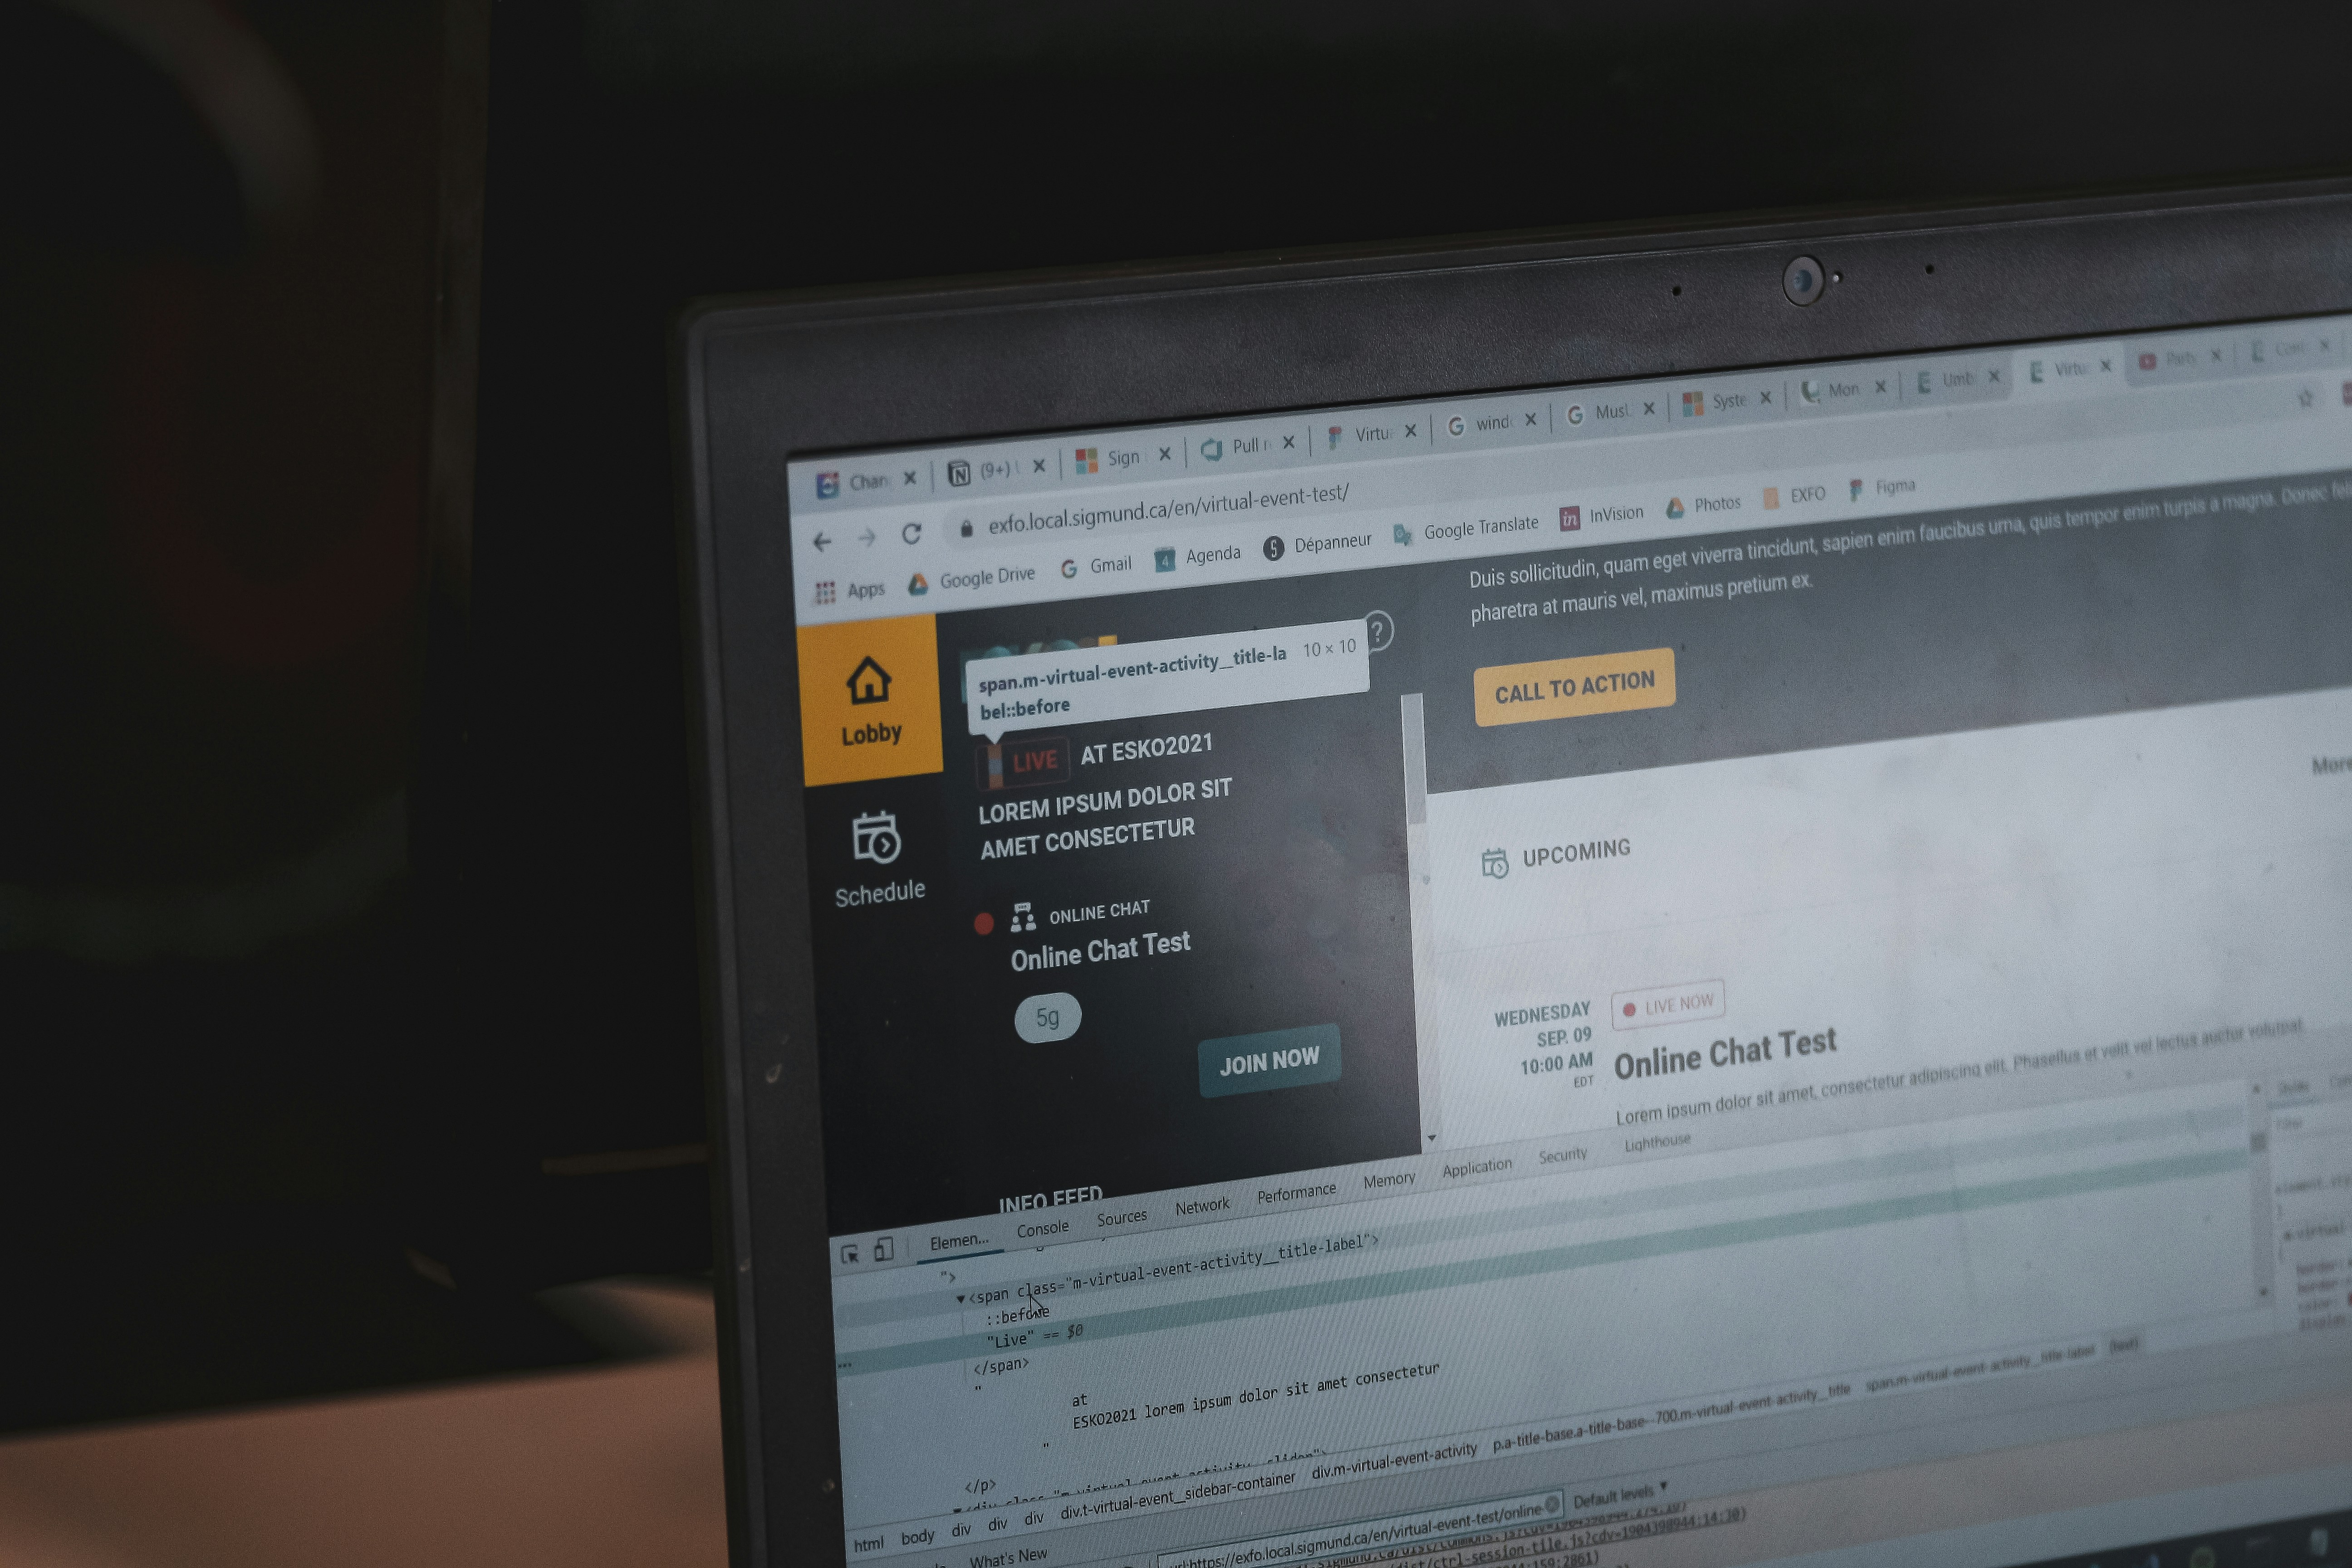 Chan
(9+)
Sign
Pull r
Virtu
wind
Musl
Syste
Mon
Umb
Virtu
exfo.local.sigmund.ca/en/virtual-event-test/
Apps
Google Drive
Gmail
Agenda
Dépanneur
Google Translate
InVision
Photos
EXFO
Figma
Lobby
Schedule
span.m-virtual-event-activity__title-la 10 × 10
bel::before
?
LIVE AT ESKO2021
LOREM IPSUM DOLOR SIT
AMET CONSECTETUR
ONLINE CHAT
Online Chat Test
5g
JOIN NOW
INFO FEED
Duis sollicitudin, quam eget viverra tincidunt, sapien enim faucibus urna, quis tempor enim turpis a magna. Donec
pharetra at mauris vel, maximus pretium ex.
CALL TO ACTION
More
UPCOMING
WEDNESDAY
SEP. 09
10:00 AM
EDT
LIVE NOW
Online Chat Test
Lorem ipsum dolor sit amet, consectetur adipiscing elit. Phasellus et velit vel lectus auctor volutpat.
Elemen... Console Sources Network Performance Memory Application Security Lighthouse
">
<span class="m-virtual-event-activity__title-label">
::before
"Live" == $0
</span>
"
at
ESKO2021 lorem ipsum dolor sit amet consectetur
"
</p>
html body div div div div.t-virtual-event__sidebar-container div.m-virtual-event-activity p.a-title-base.a-title-base--700.m-virtual-event-activity__title span.m-virtual-event-activity__title-label (text)
What's New
url:https://exfo.local.sigmund.ca/en/virtual-event-test/online
Default levels